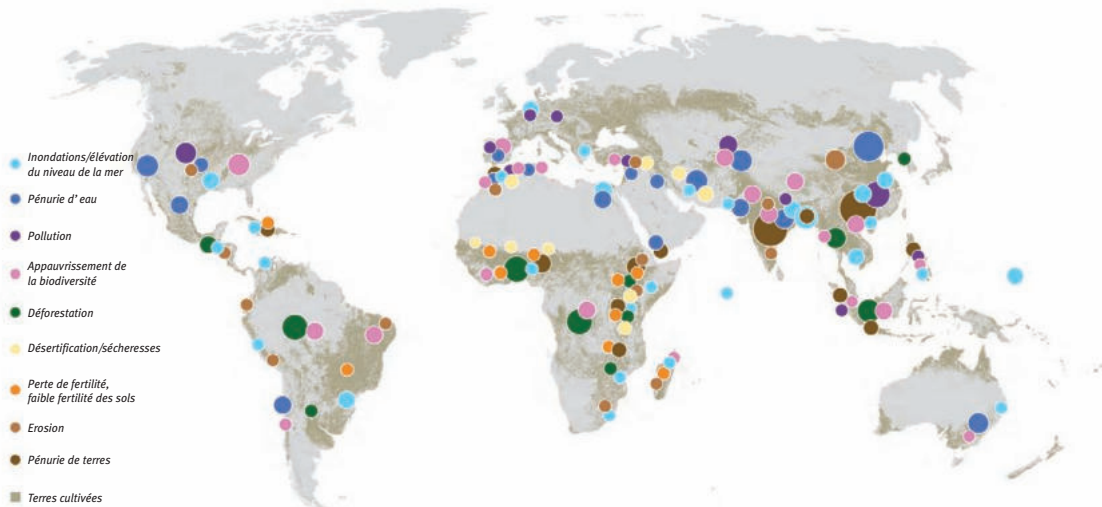 Inondations/élévation
du niveau de la mer
Pénurie d' eau
Pollution
Appauvrissement de
la biodiversité
Déforestation
Désertification/sécheresses
Perte de fertilité,
faible fertilité des sols
Erosion
Pénurie de terres
Terres cultivées